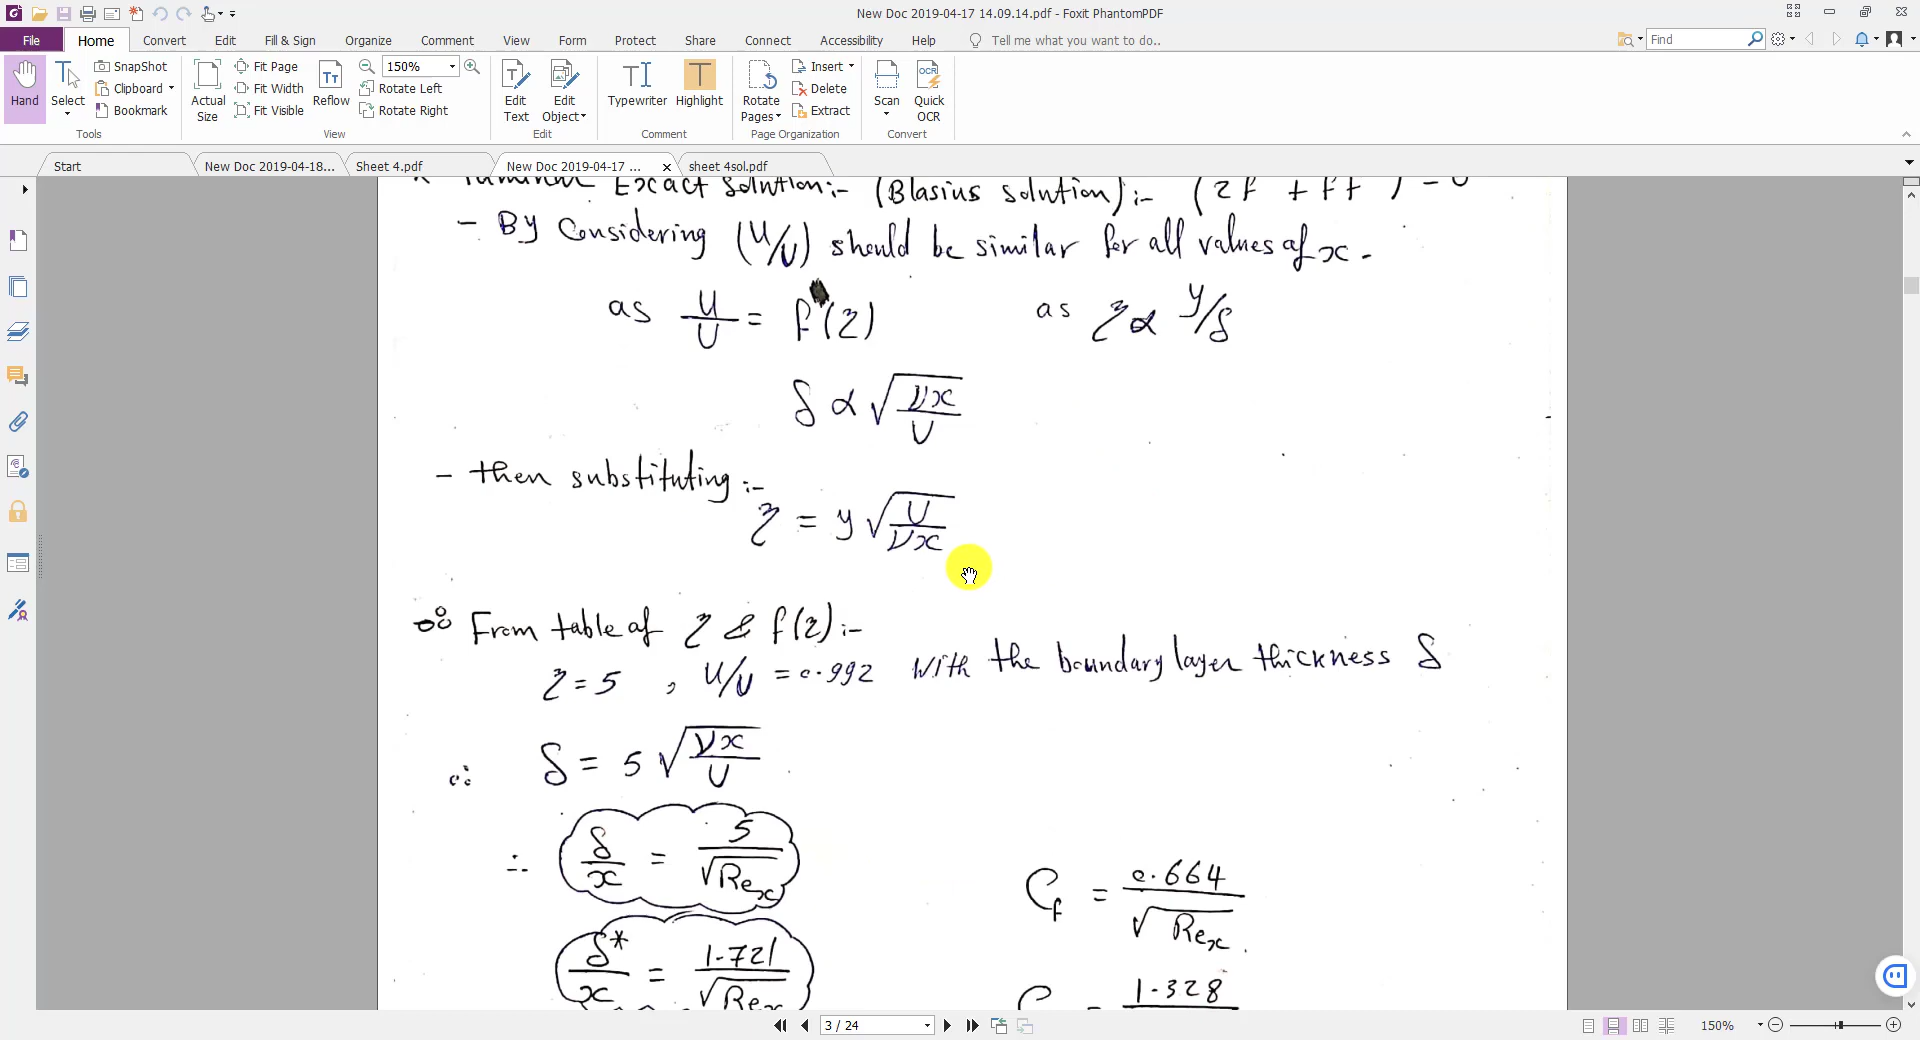 New Doc 2019-04-17 14.09.14.pdf - Foxit PhantomPDF
File Home Convert Edit Fill & Sign Organize Comment View Form Protect Share Connect Accessibility Help Tell me what you want to do.. Find
Hand Select SnapShot Clipboard Bookmark
Tools
Actual Size Fit Page Fit Width Fit Visible Reflow 150% Rotate Left Rotate Right
View
Edit Text Edit Object
Edit
Typewriter Highlight
Comment
Rotate Pages Insert Delete Extract
Page Organization
Scan Quick OCR
Convert
Start New Doc 2019-04-18... Sheet 4.pdf New Doc 2019-04-17 ... sheet 4sol.pdf
Exact Solution:- (Blasius solution):-
- By Considering (U/U) should be similar for all values of x.
as U/U = f'(η) as η α y/δ
δ α √(νx/U)
- then substituting :-
η = y √(U/νx)
From table of η & f(η) :-
η = 5 , U/U = 0.992 with the boundary layer thickness δ
∴ δ = 5 √(νx/U)
∴ δ/x = 5/√Rex
Cf = 0.664/√Rex
δ*/x = 1.721/√Rex
1.328
3 / 24
150%